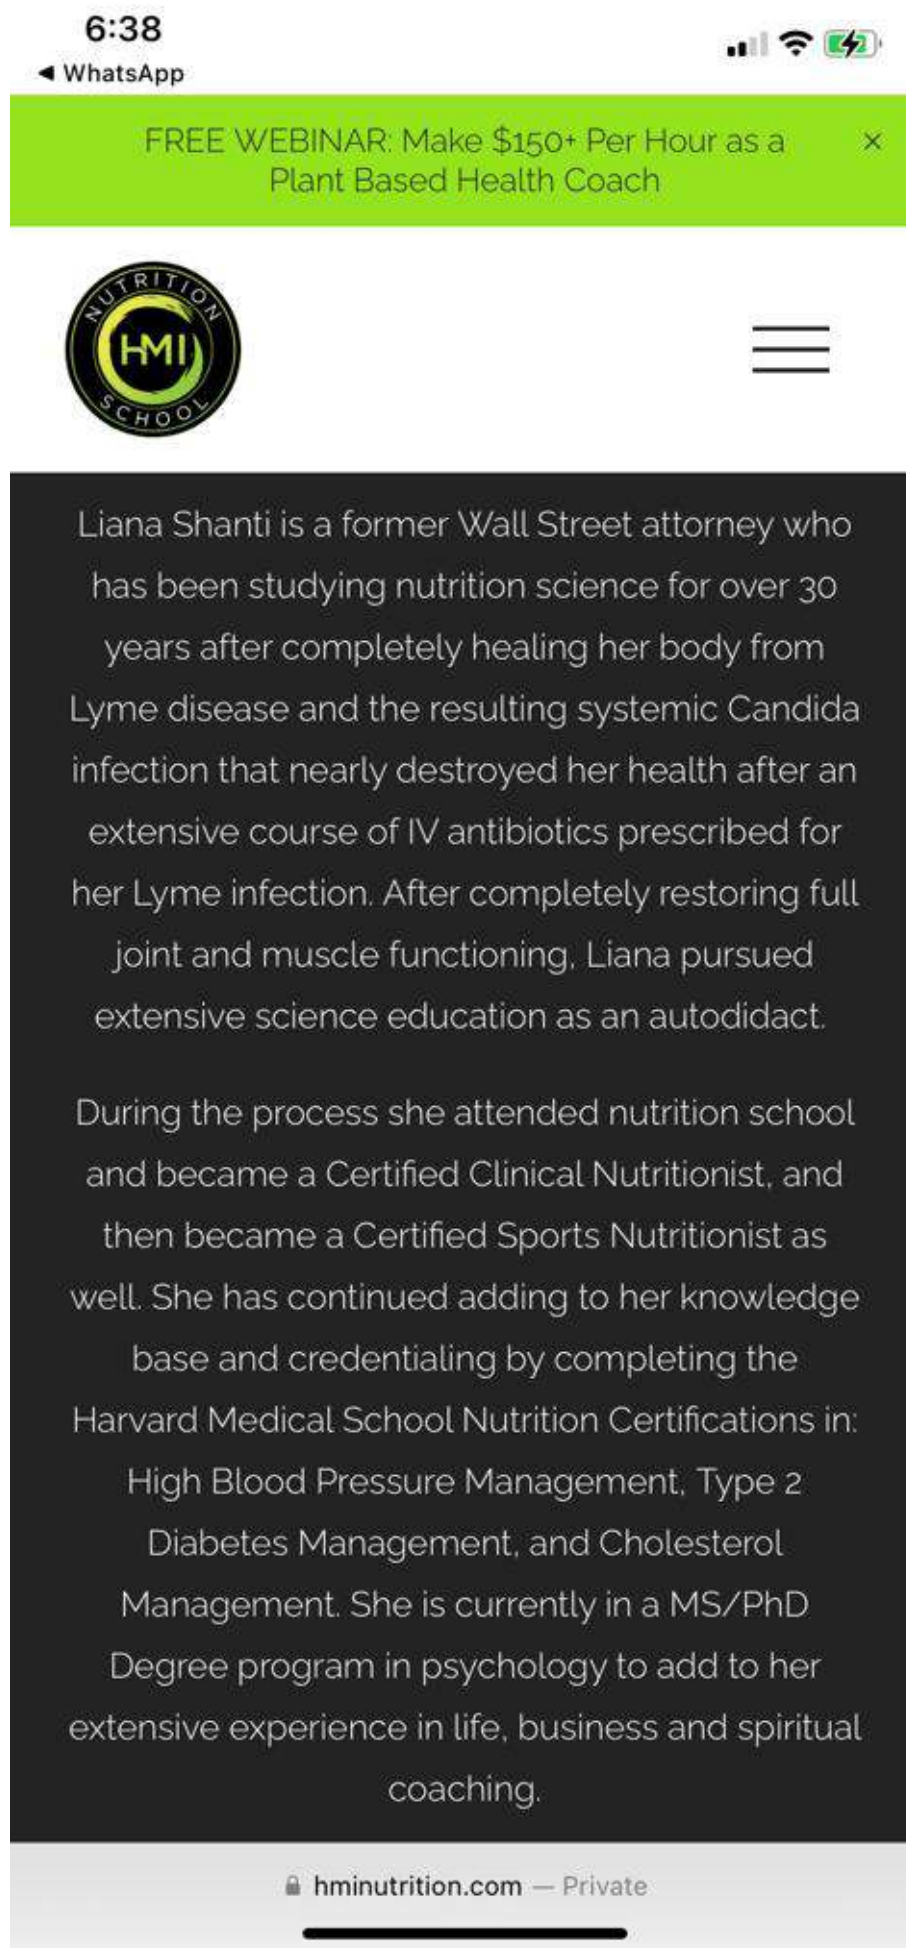 6:38
◀ WhatsApp
FREE WEBINAR: Make $150+ Per Hour as a
Plant Based Health Coach
×
NUTRITION
HMI
SCHOOL
Liana Shanti is a former Wall Street attorney who
has been studying nutrition science for over 30
years after completely healing her body from
Lyme disease and the resulting systemic Candida
infection that nearly destroyed her health after an
extensive course of IV antibiotics prescribed for
her Lyme infection. After completely restoring full
joint and muscle functioning, Liana pursued
extensive science education as an autodidact.
During the process she attended nutrition school
and became a Certified Clinical Nutritionist, and
then became a Certified Sports Nutritionist as
well. She has continued adding to her knowledge
base and credentialing by completing the
Harvard Medical School Nutrition Certifications in:
High Blood Pressure Management, Type 2
Diabetes Management, and Cholesterol
Management. She is currently in a MS/PhD
Degree program in psychology to add to her
extensive experience in life, business and spiritual
coaching.
hminutrition.com — Private